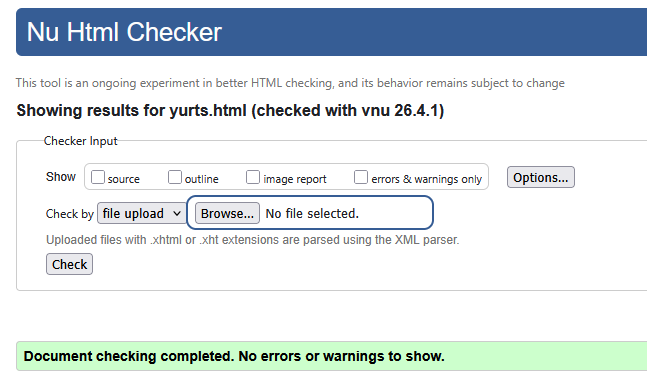 Nu Html Checker
This tool is an ongoing experiment in better HTML checking, and its behavior remains subject to change
Showing results for yurts.html (checked with vnu 26.4.1)
Checker Input
Show source outline image report errors & warnings only Options...
Check by file upload Browse... No file selected.
Uploaded files with .xhtml or .xht extensions are parsed using the XML parser.
Check
Document checking completed. No errors or warnings to show.